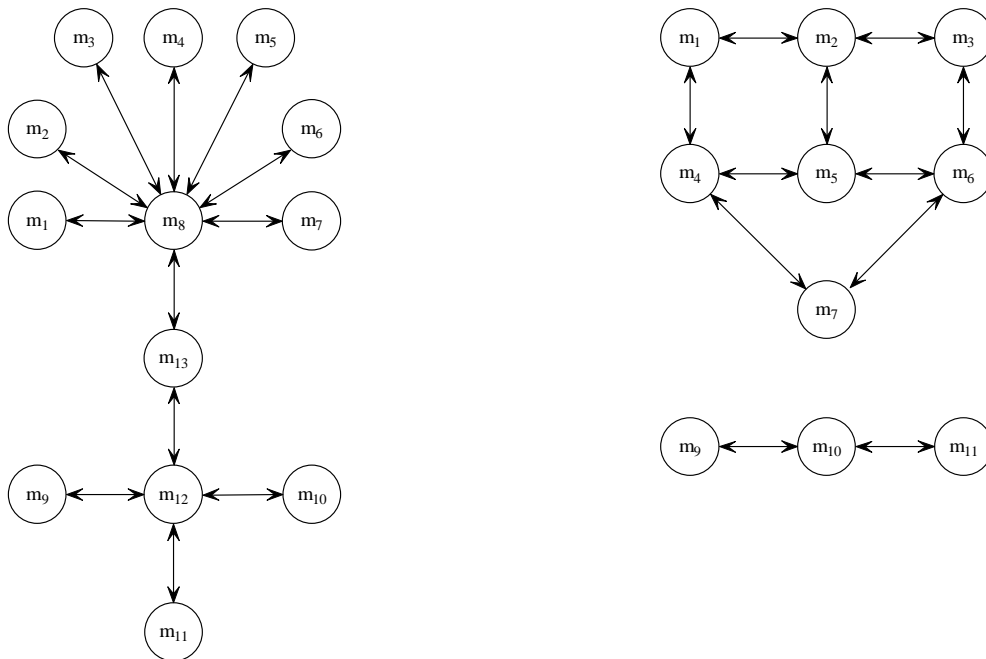 m₃ m₄ m₅ m₁ m₂ m₃
m₂ m₆
m₄ m₅ m₆
m₁ m₈ m₇
m₇
m₁₃
m₉ m₁₀ m₁₁
m₉ m₁₂ m₁₀
m₁₁